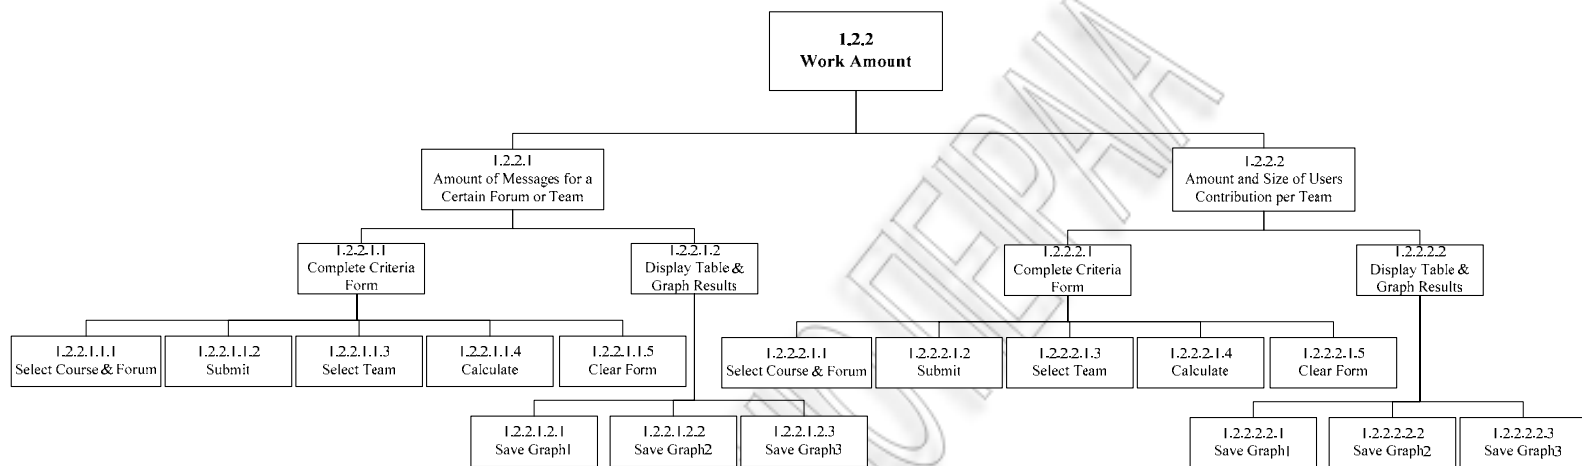 1.2.2
Work Amount
1.2.2.1
Amount of Messages for a
Certain Forum or Team
1.2.2.2
Amount and Size of Users
Contribution per Team
1.2.2.1.1
Complete Criteria
Form
1.2.2.1.2
Display Table &
Graph Results
1.2.2.2.1
Complete Criteria
Form
1.2.2.2.2
Display Table &
Graph Results
1.2.2.1.1.1
Select Course & Forum
1.2.2.1.1.2
Submit
1.2.2.1.1.3
Select Team
1.2.2.1.1.4
Calculate
1.2.2.1.1.5
Clear Form
1.2.2.2.1.1
Select Course & Forum
1.2.2.2.1.2
Submit
1.2.2.2.1.3
Select Team
1.2.2.2.1.4
Calculate
1.2.2.2.1.5
Clear Form
1.2.2.1.2.1
Save Graph1
1.2.2.1.2.2
Save Graph2
1.2.2.1.2.3
Save Graph3
1.2.2.2.2.1
Save Graph1
1.2.2.2.2.2
Save Graph2
1.2.2.2.2.3
Save Graph3